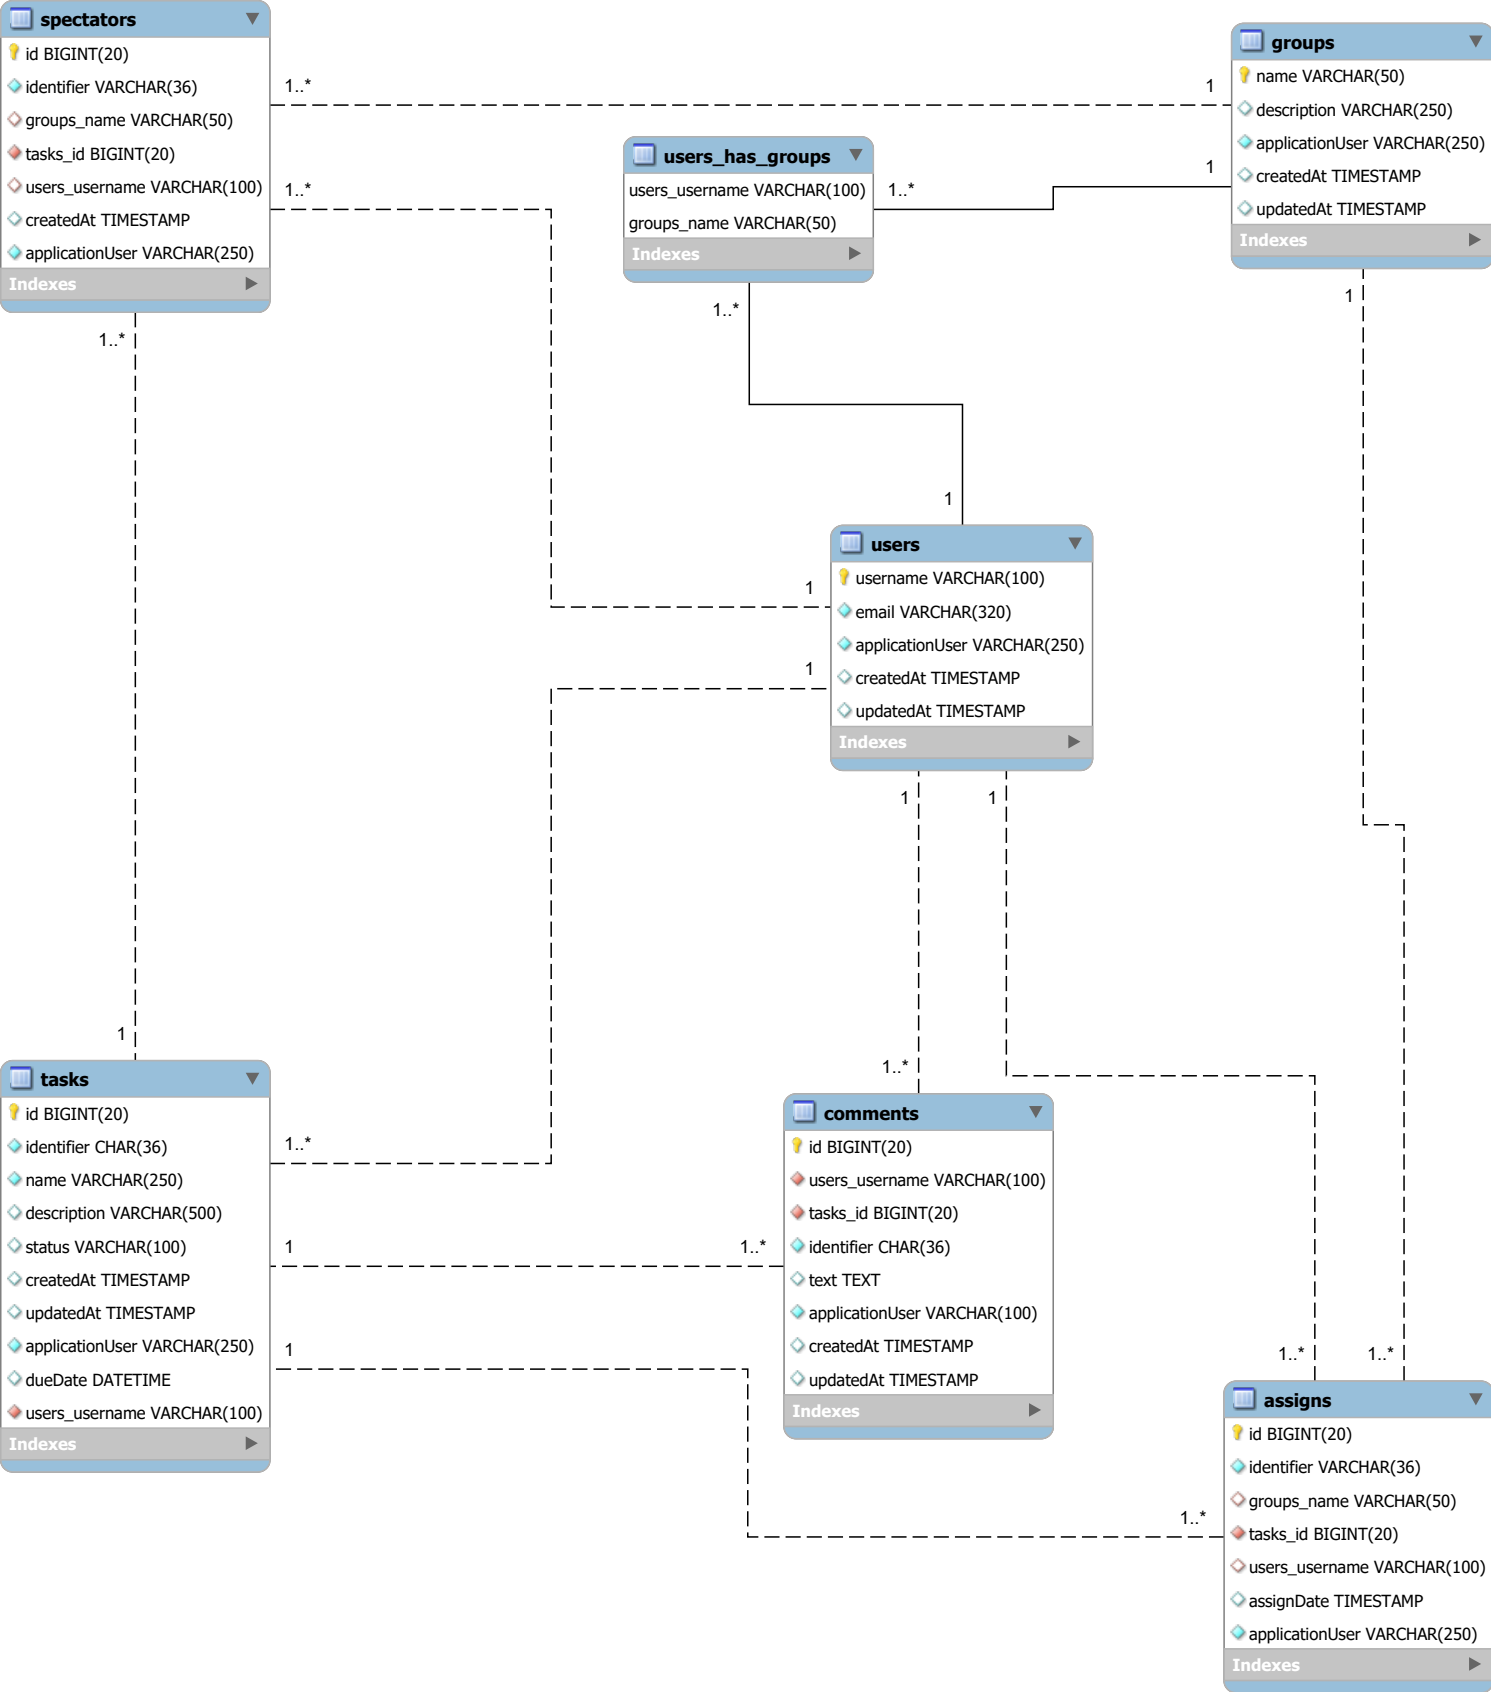 spectators
id BIGINT(20)
identifier VARCHAR(36)
groups_name VARCHAR(50)
tasks_id BIGINT(20)
users_username VARCHAR(100)
createdAt TIMESTAMP
applicationUser VARCHAR(250)
Indexes
1..*
1
1..*
1..*
groups
name VARCHAR(50)
description VARCHAR(250)
applicationUser VARCHAR(250)
createdAt TIMESTAMP
updatedAt TIMESTAMP
Indexes
1
1
users_has_groups
users_username VARCHAR(100)
groups_name VARCHAR(50)
Indexes
1..*
1..*
1
users
username VARCHAR(100)
email VARCHAR(320)
applicationUser VARCHAR(250)
createdAt TIMESTAMP
updatedAt TIMESTAMP
Indexes
1
1
1
1
1
tasks
id BIGINT(20)
identifier CHAR(36)
name VARCHAR(250)
description VARCHAR(500)
status VARCHAR(100)
createdAt TIMESTAMP
updatedAt TIMESTAMP
applicationUser VARCHAR(250)
dueDate DATETIME
users_username VARCHAR(100)
Indexes
1..*
1
1
1..*
1..*
comments
id BIGINT(20)
users_username VARCHAR(100)
tasks_id BIGINT(20)
identifier CHAR(36)
text TEXT
applicationUser VARCHAR(100)
createdAt TIMESTAMP
updatedAt TIMESTAMP
Indexes
1..*
1..*
1..*
assigns
id BIGINT(20)
identifier VARCHAR(36)
groups_name VARCHAR(50)
tasks_id BIGINT(20)
users_username VARCHAR(100)
assignDate TIMESTAMP
applicationUser VARCHAR(250)
Indexes